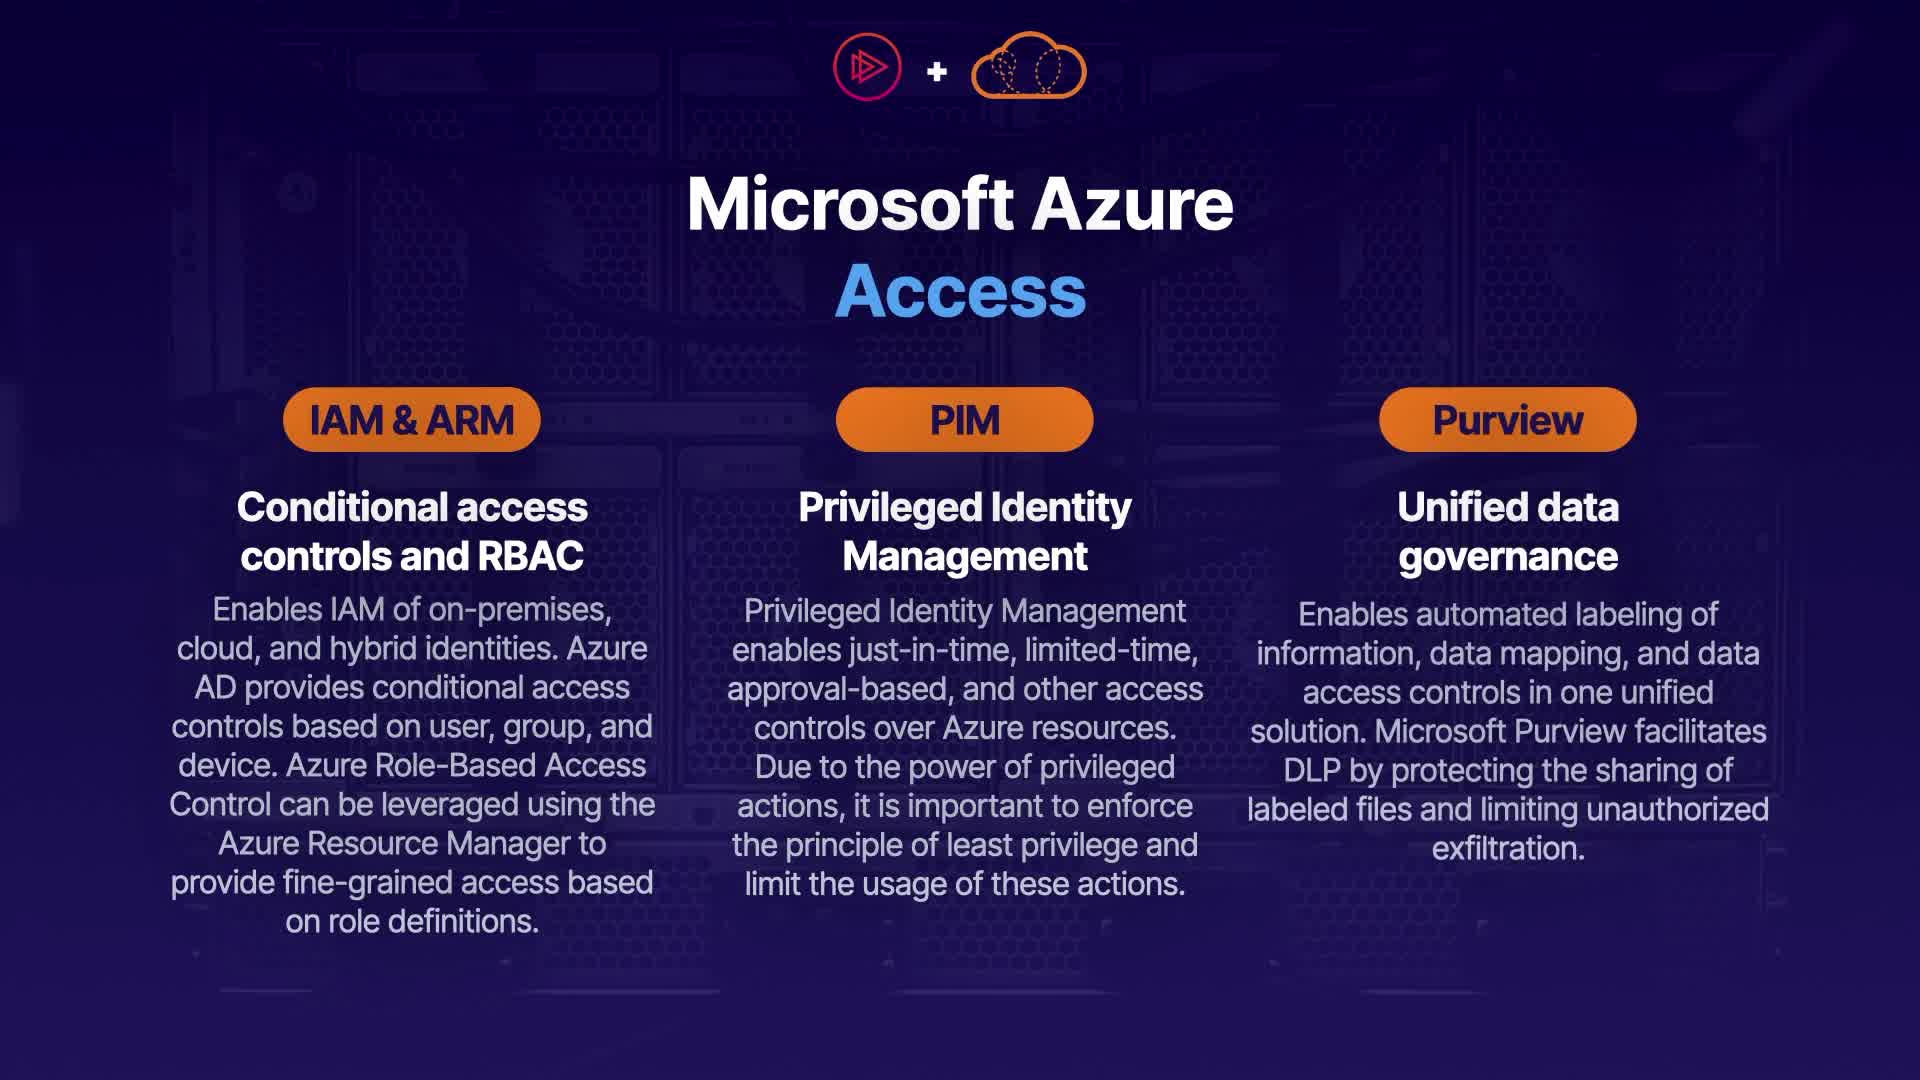 Microsoft Azure
Access
IAM & ARM
Conditional access
controls and RBAC
Enables IAM of on-premises,
cloud, and hybrid identities. Azure
AD provides conditional access
controls based on user, group, and
device. Azure Role-Based Access
Control can be leveraged using the
Azure Resource Manager to
provide fine-grained access based
on role definitions.
PIM
Privileged Identity
Management
Privileged Identity Management
enables just-in-time, limited-time,
approval-based, and other access
controls over Azure resources.
Due to the power of privileged
actions, it is important to enforce
the principle of least privilege and
limit the usage of these actions.
Purview
Unified data
governance
Enables automated labeling of
information, data mapping, and data
access controls in one unified
solution. Microsoft Purview facilitates
DLP by protecting the sharing of
labeled files and limiting unauthorized
exfiltration.